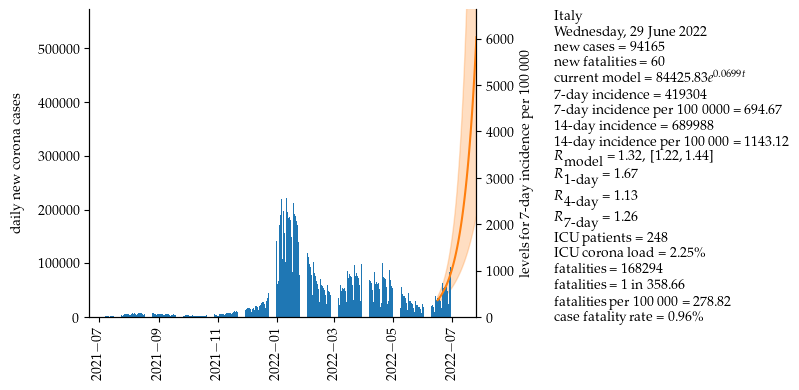 daily new corona cases
500000
400000
300000
200000
100000
0
2021−07
2021−09
2021−11
2022−01
2022−03
2022−05
2022−07
6000
5000
4000
3000
2000
1000
0
levels for 7-day incidence per 100 000
Italy
Wednesday, 29 June 2022
new cases = 94165
new fatalities = 60
current model = 84425.83e^0.0699t
7-day incidence = 419304
7-day incidence per 100 0000 = 694.67
14-day incidence = 689988
14-day incidence per 100 000 = 1143.12
R_model = 1.32, [1.22, 1.44]
R_1-day = 1.67
R_4-day = 1.13
R_7-day = 1.26
ICU patients = 248
ICU corona load = 2.25%
fatalities = 168294
fatalities = 1 in 358.66
fatalities per 100 000 = 278.82
case fatality rate = 0.96%